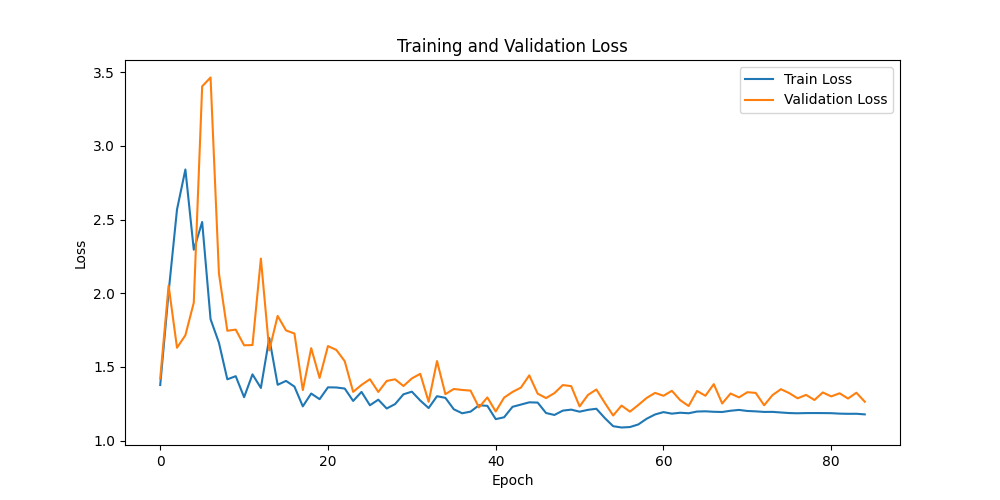 Training and Validation Loss
Train Loss
Validation Loss
3.5
3.0
2.5
2.0
1.5
1.0
Loss
0 20 40 60 80
Epoch